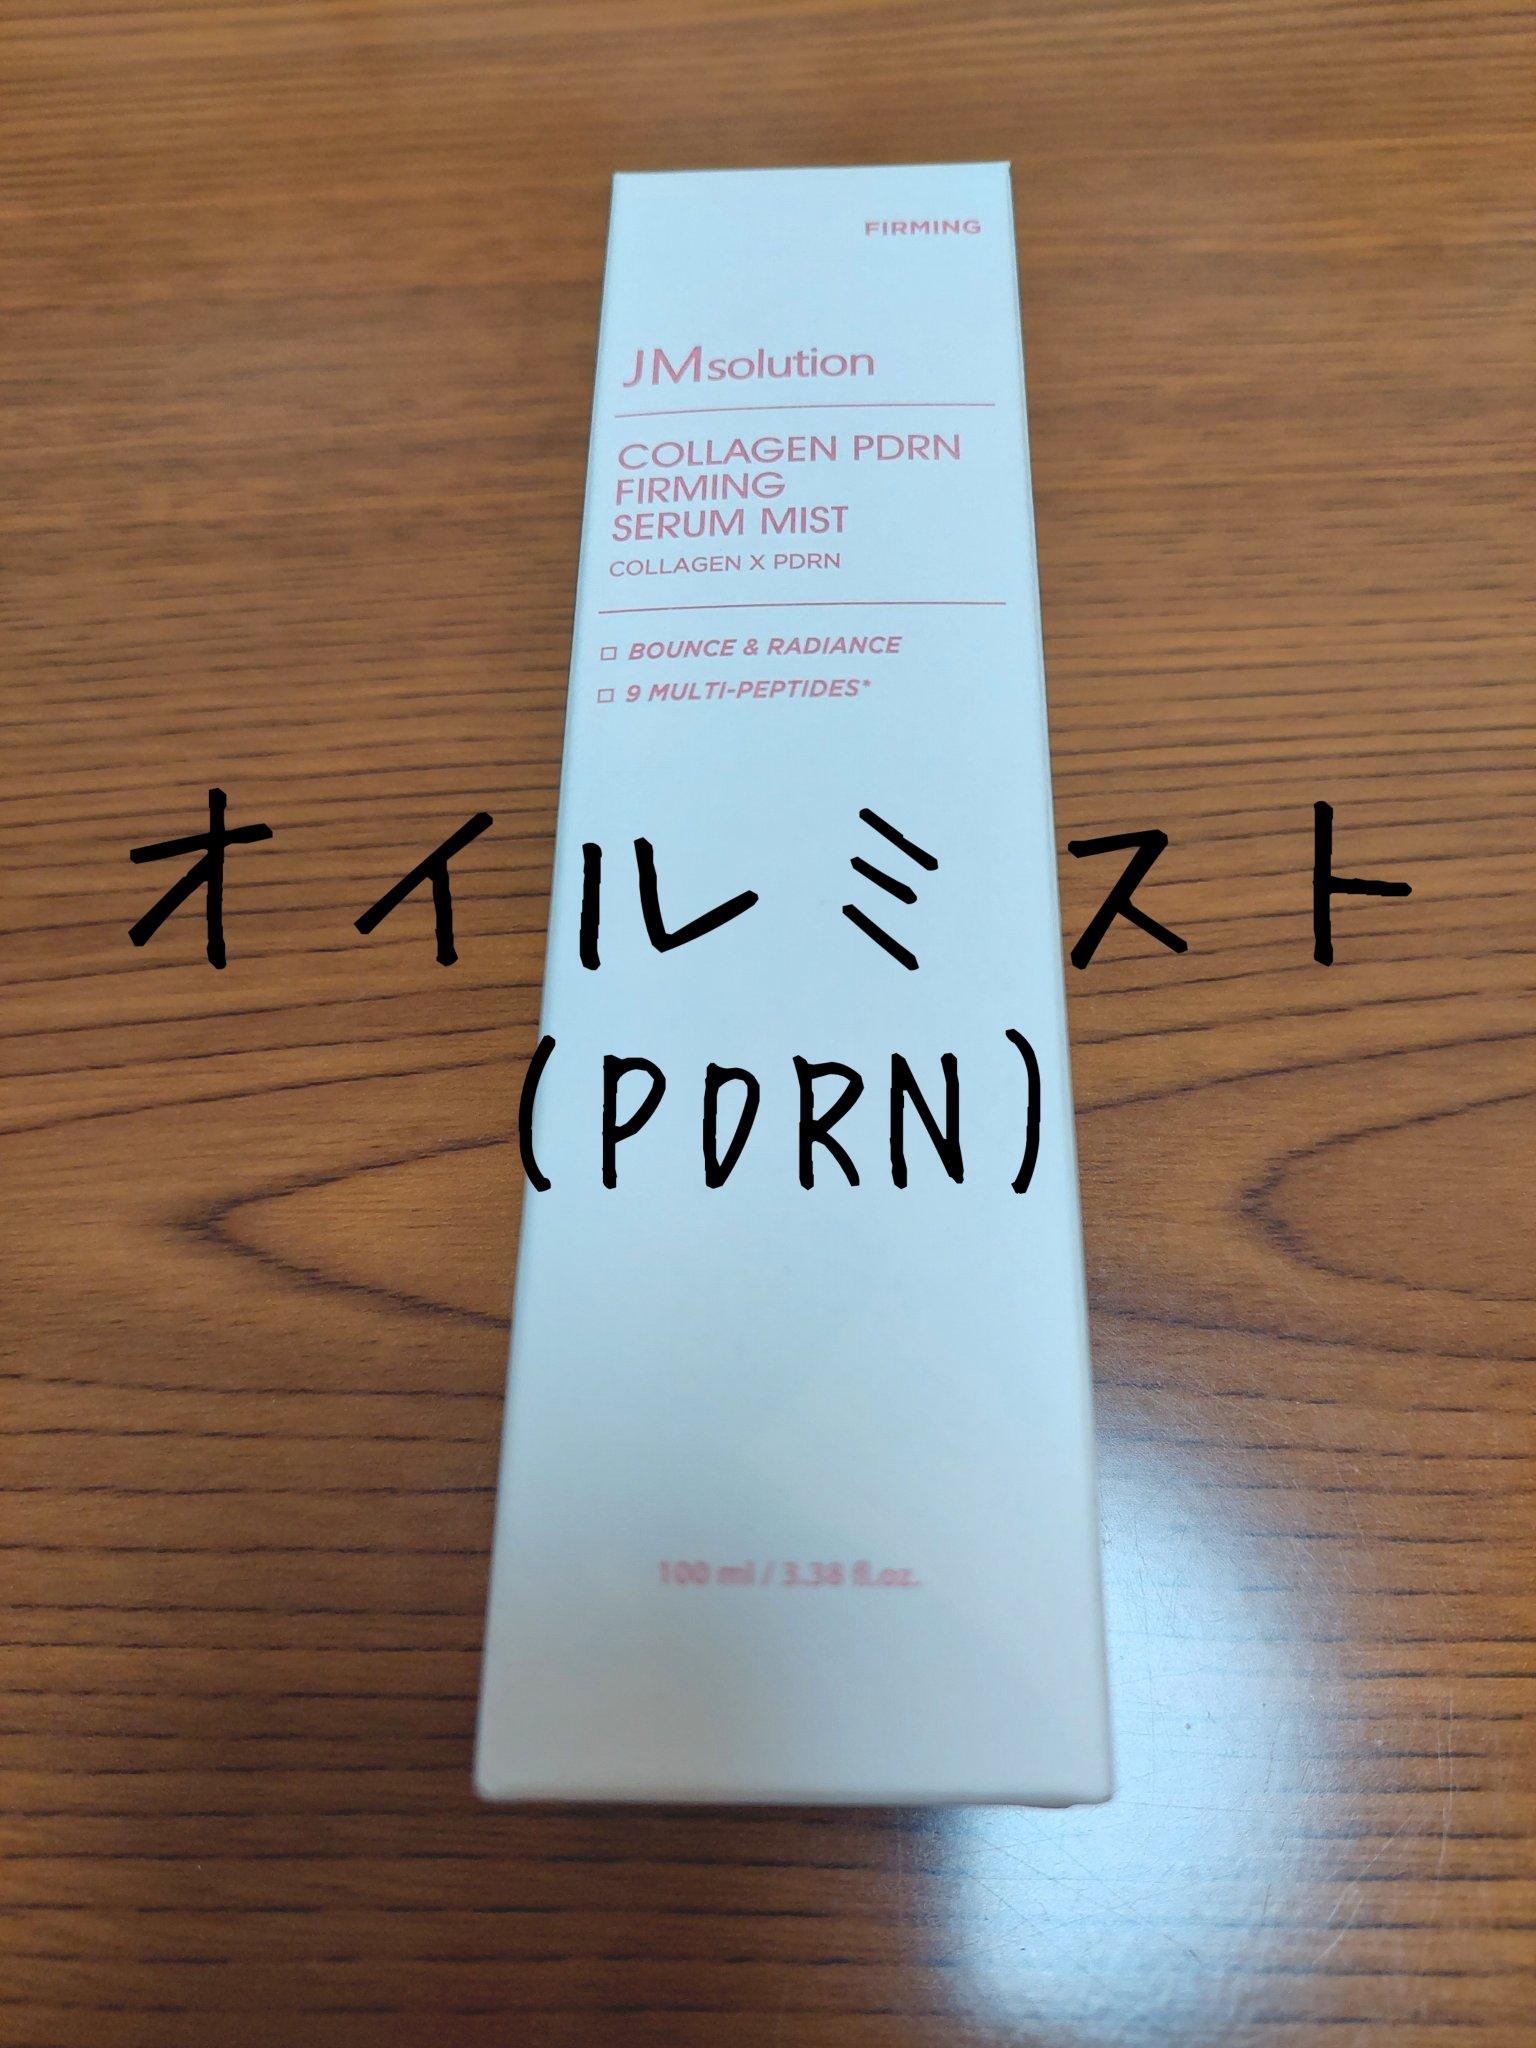 FIRMING
JMsolution
COLLAGEN PDRN
FIRMING
SERUM MIST
COLLAGEN X PDRN
BOUNCE & RADIANCE
9 MULTI-PEPTIDES*
オイルミスト
(PDRN)
100 ml / 3.38 fl.oz.